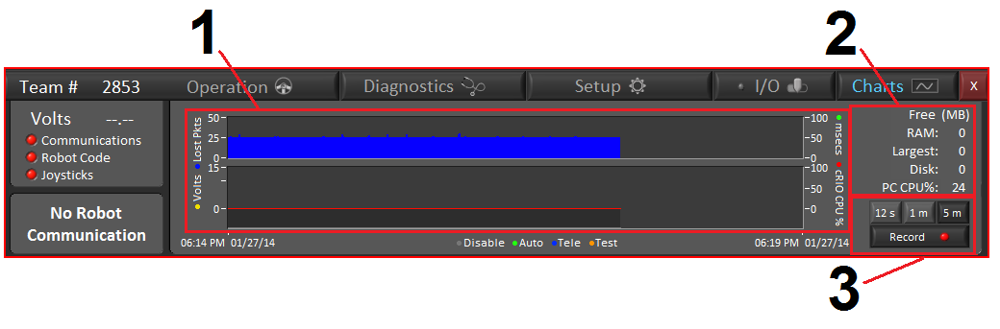 1
2
Team # 2853 Operation Diagnostics Setup I/O Charts X
Volts --.--
Communications
Robot Code
Joysticks
No Robot
Communication
Lost Pkts
50
25
0
100
50
0
msecs
Volts
15
0
100
50
0
cRIO CPU %
06:14 PM 01/27/14
Disable Auto Tele Test
06:19 PM 01/27/14
Free (MB)
RAM: 0
Largest: 0
Disk: 0
PC CPU%: 24
12 s 1 m 5 m
Record
3